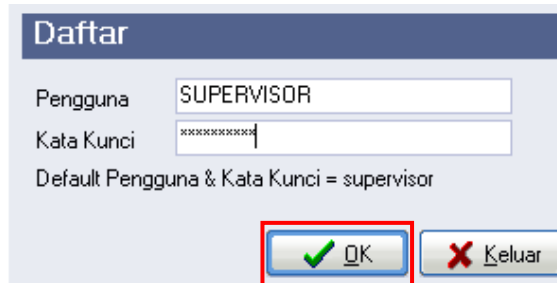 Daftar
Pengguna SUPERVISOR
Kata Kunci **********
Default Pengguna & Kata Kunci = supervisor
OK Keluar